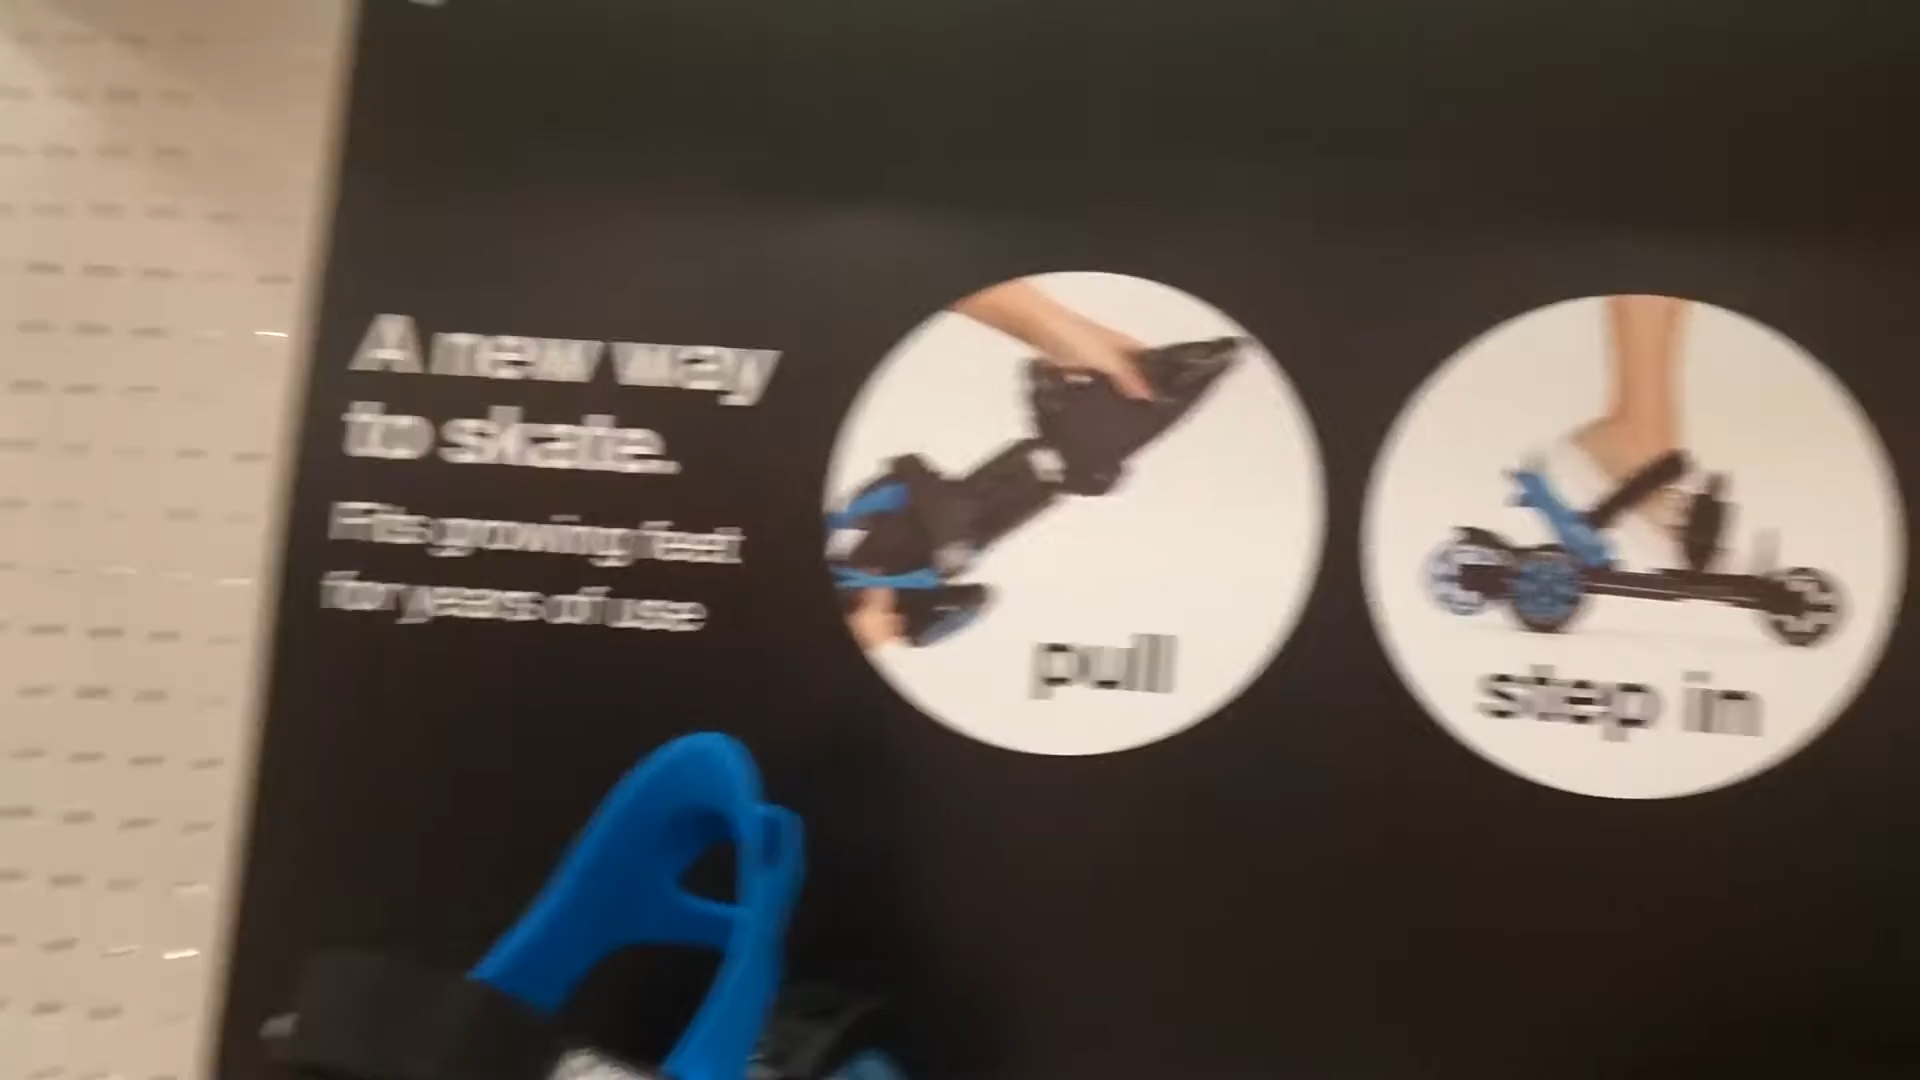 A new way
to skate.
Fits growing feet
for years of use
pull
step in